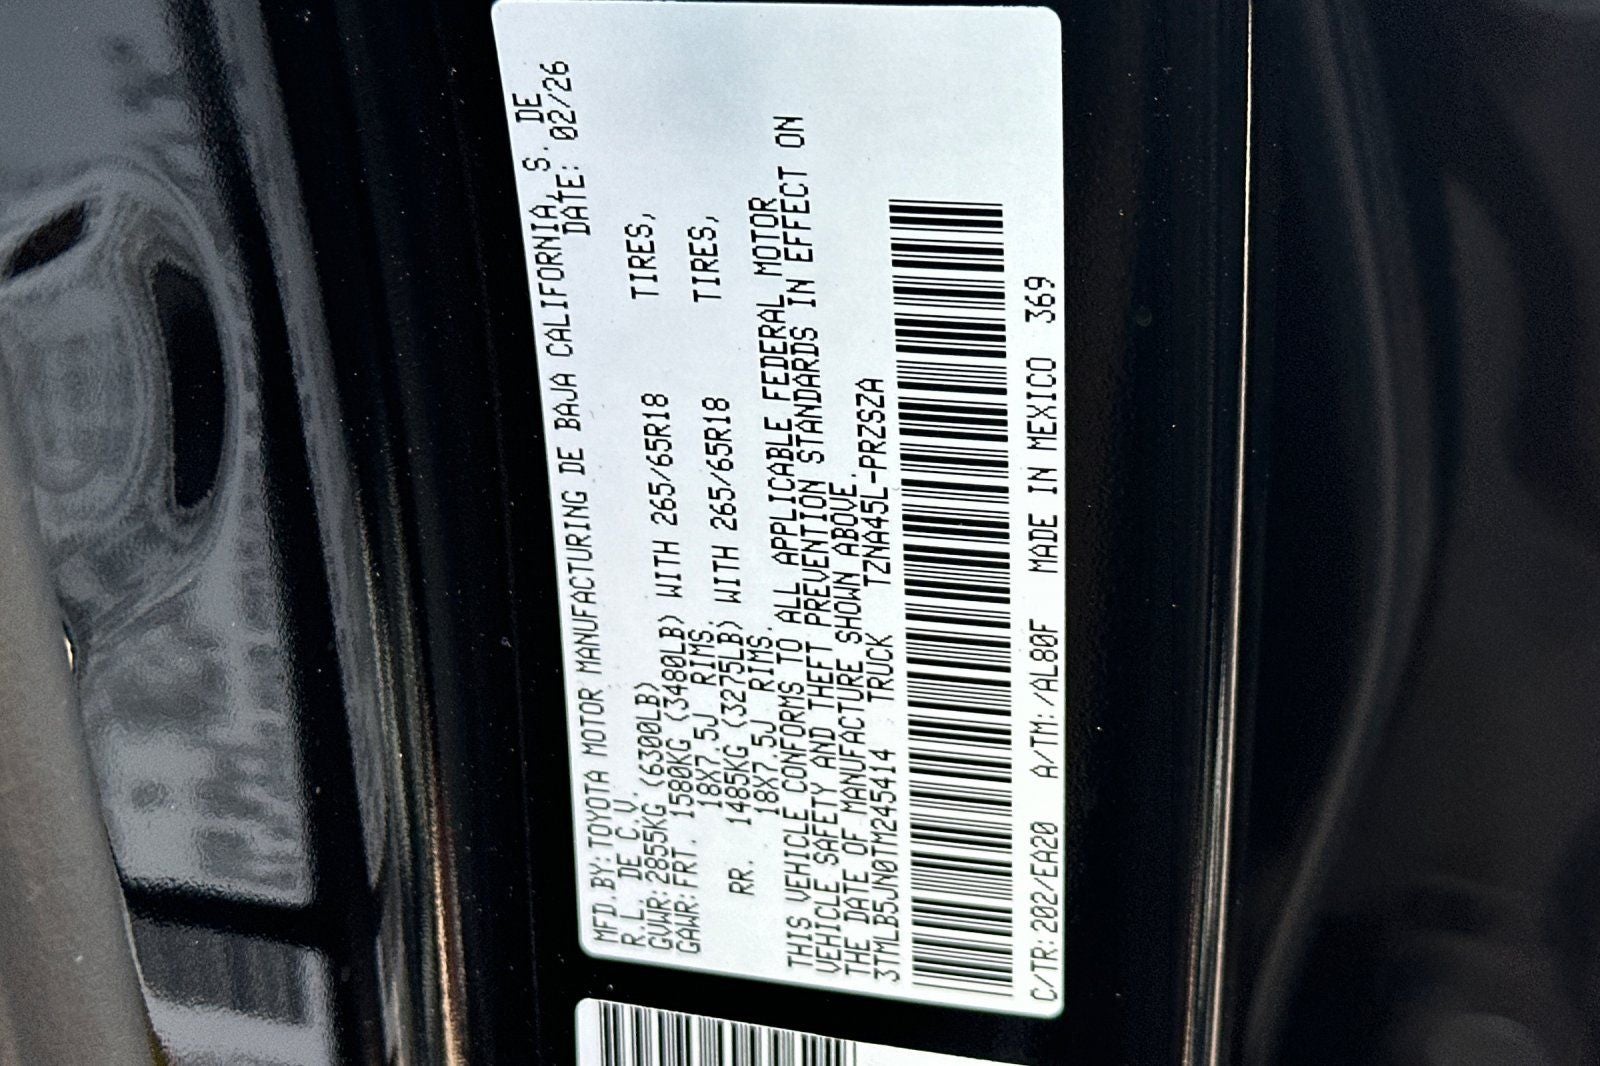 MFD.BY:TOYOTA MOTOR MANUFACTURING DE BAJA CALIFORNIA, S. DE
R.L. DE C.V. DATE: 02/26
GVWR:2855KG (6300LB)
GAWR:FRT. 1580KG (3480LB) WITH 265/65R18 TIRES,
18X7.5J RIMS.
RR. 1485KG (3275LB) WITH 265/65R18 TIRES,
18X7.5J RIMS.
THIS VEHICLE CONFORMS TO ALL APPLICABLE FEDERAL MOTOR
VEHICLE SAFETY AND THEFT PREVENTION STANDARDS IN EFFECT ON
THE DATE OF MANUFACTURE SHOWN ABOVE.
3TMLB5JN0TM245414 TRUCK TZNA45L-PRZSZA
C/TR:202/EA20 A/TM:/AL80F MADE IN MEXICO 369